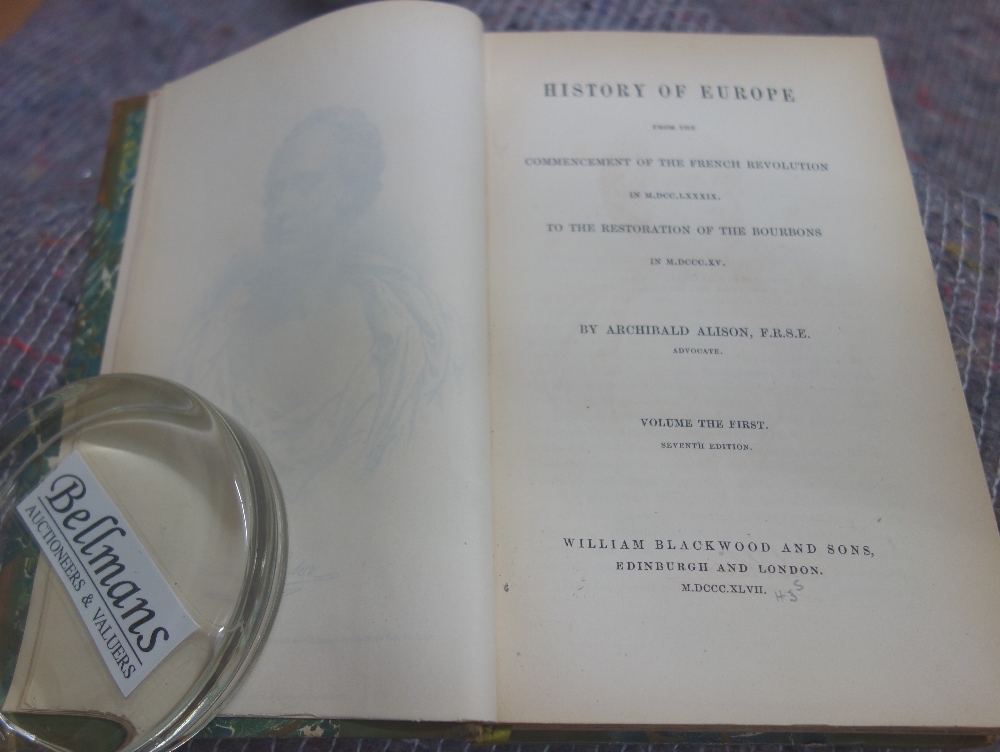 HISTORY OF EUROPE
FROM THE
COMMENCEMENT OF THE FRENCH REVOLUTION
IN M.DCC.LXXXIX.
TO THE RESTORATION OF THE BOURBONS
IN M.DCCC.XV.
BY ARCHIBALD ALISON, F.R.S.E.
ADVOCATE.
VOLUME THE FIRST.
SEVENTH EDITION.
WILLIAM BLACKWOOD AND SONS,
EDINBURGH AND LONDON.
M.DCCC.XLVII.
Bellmans
AUCTIONEERS & VALUERS